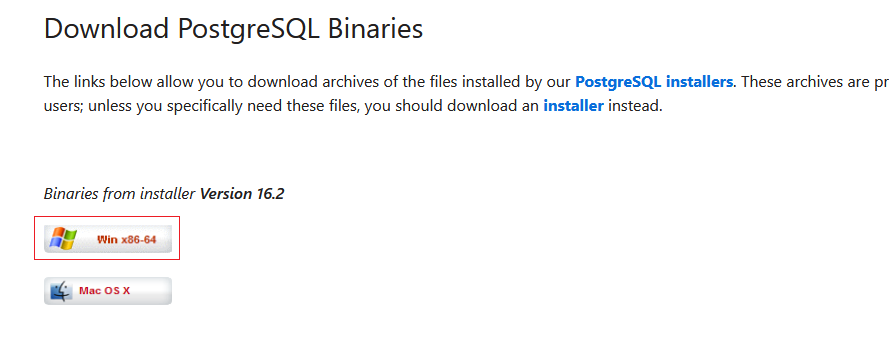 Download PostgreSQL Binaries
The links below allow you to download archives of the files installed by our PostgreSQL installers. These archives are pr
users; unless you specifically need these files, you should download an installer instead.
Binaries from installer Version 16.2
Win x86-64
Mac OS X